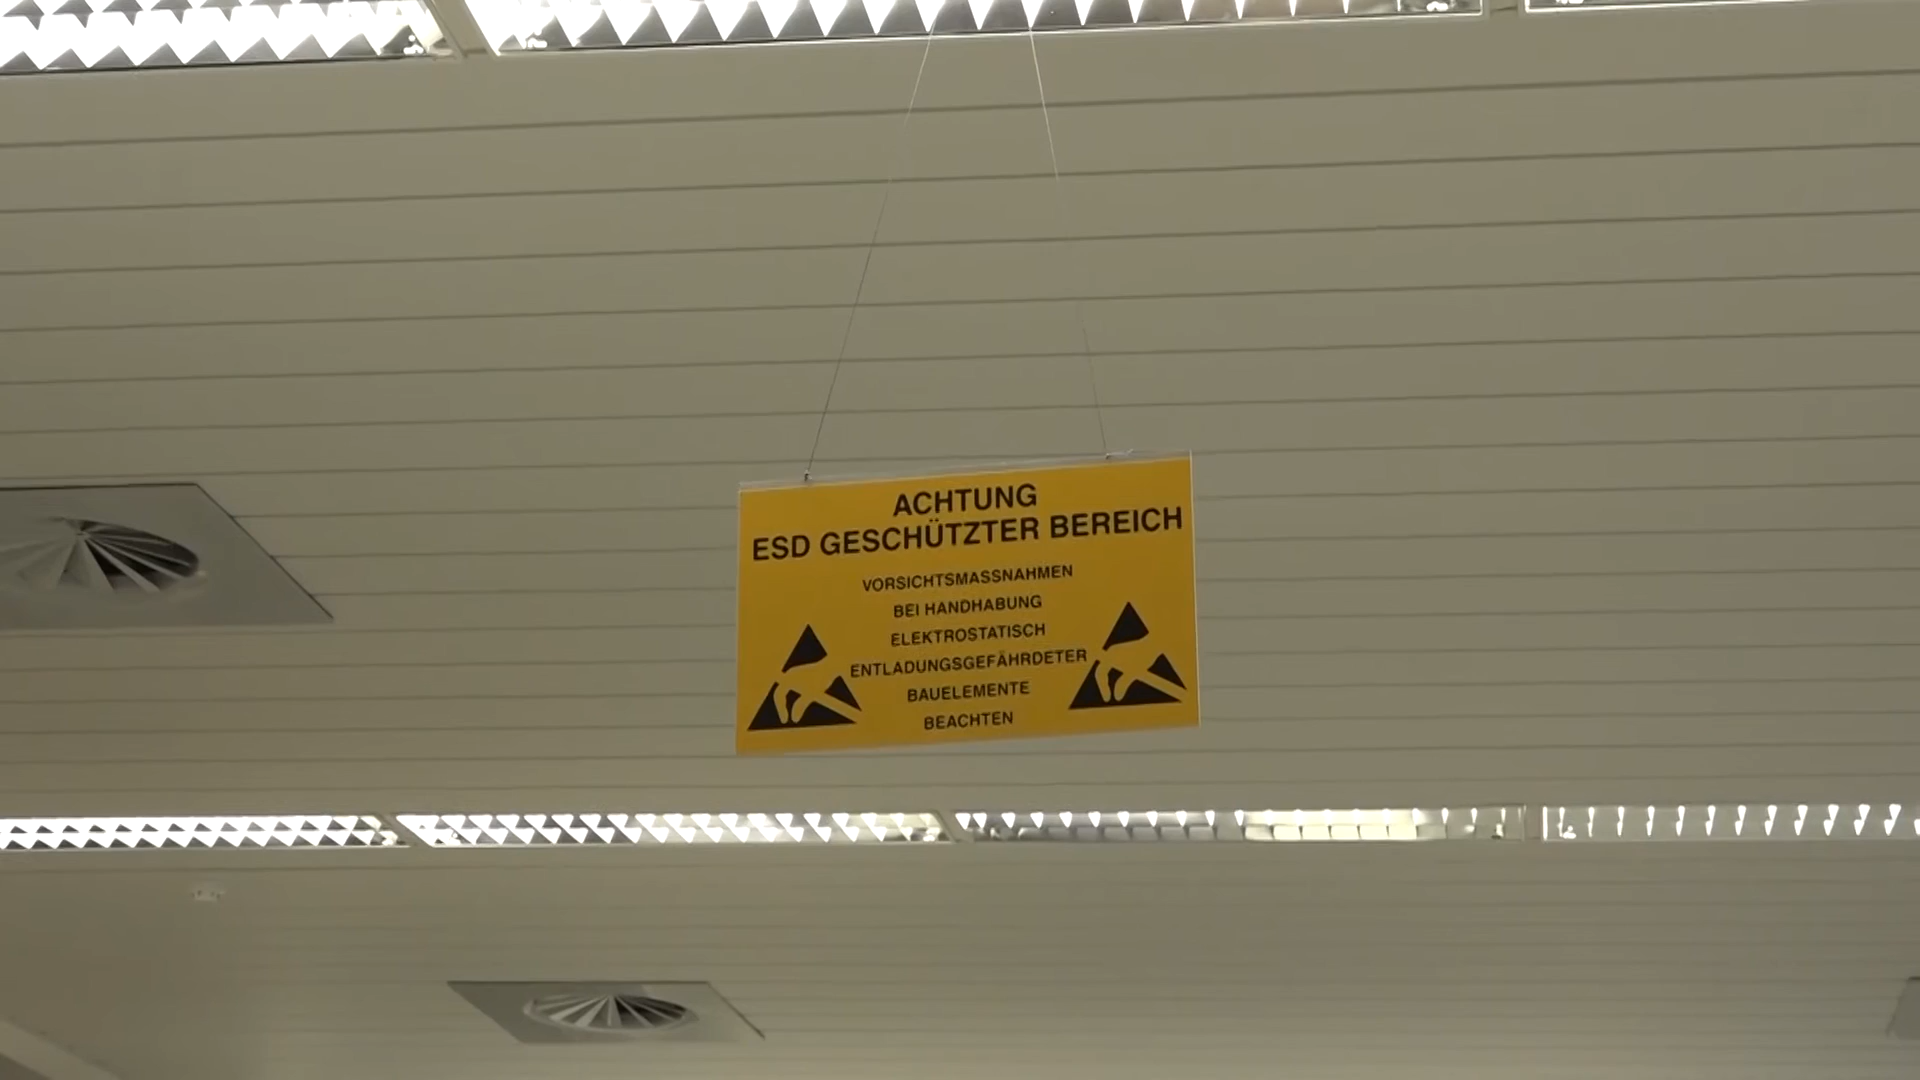 ACHTUNG
ESD GESCHÜTZTER BEREICH
VORSICHTSMASSNAHMEN
BEI HANDHABUNG
ELEKTROSTATISCH
ENTLADUNGSGEFÄHRDETER
BAUELEMENTE
BEACHTEN